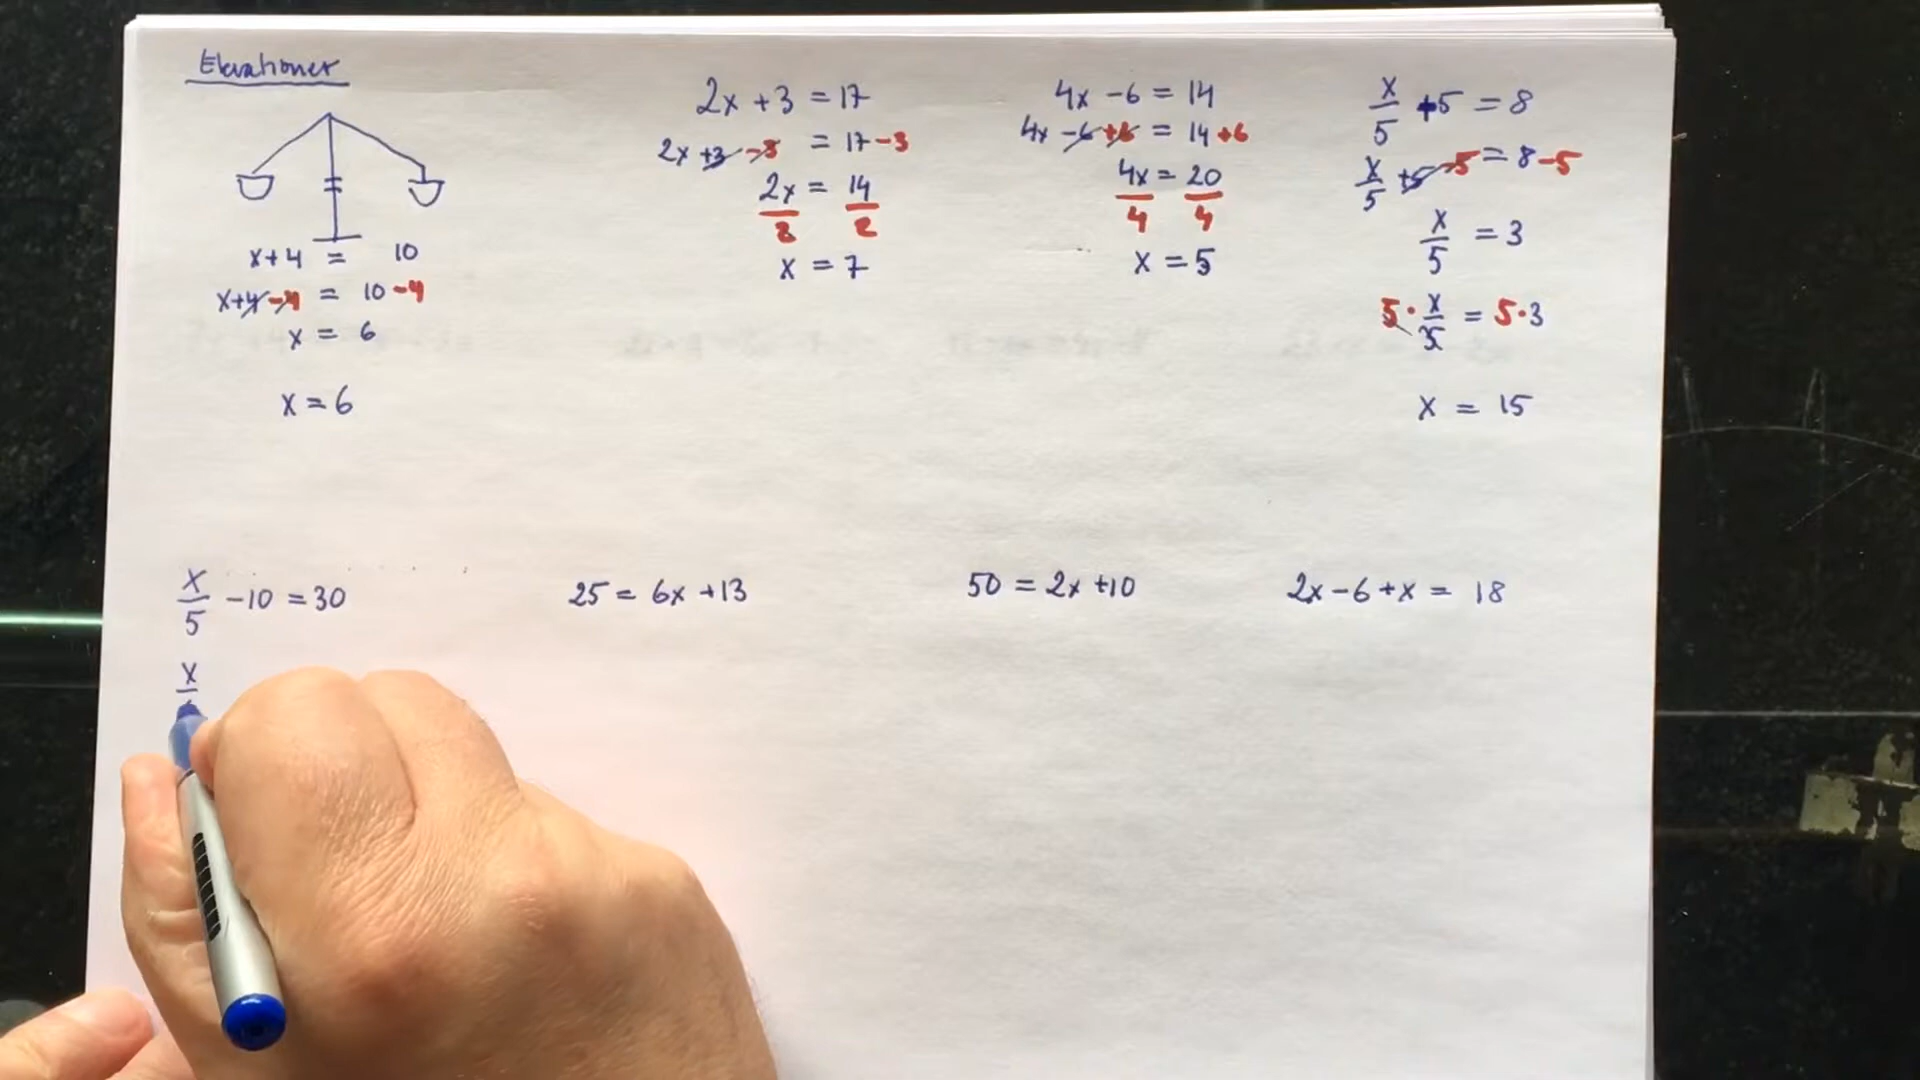 Ekvationer
x+4 = 10
x+4-4 = 10-4
x = 6
x = 6
2x +3 = 17
2x +3 -3 = 17-3
2x/2 = 14/2
x = 7
4x -6 = 14
4x -6+6 = 14+6
4x/4 = 20/4
x = 5
x/5 +5 = 8
x/5 +5 -5 = 8-5
x/5 = 3
5·x/5 = 5·3
x = 15
x/5 -10 = 30
x/
25 = 6x +13
50 = 2x +10
2x-6+x = 18